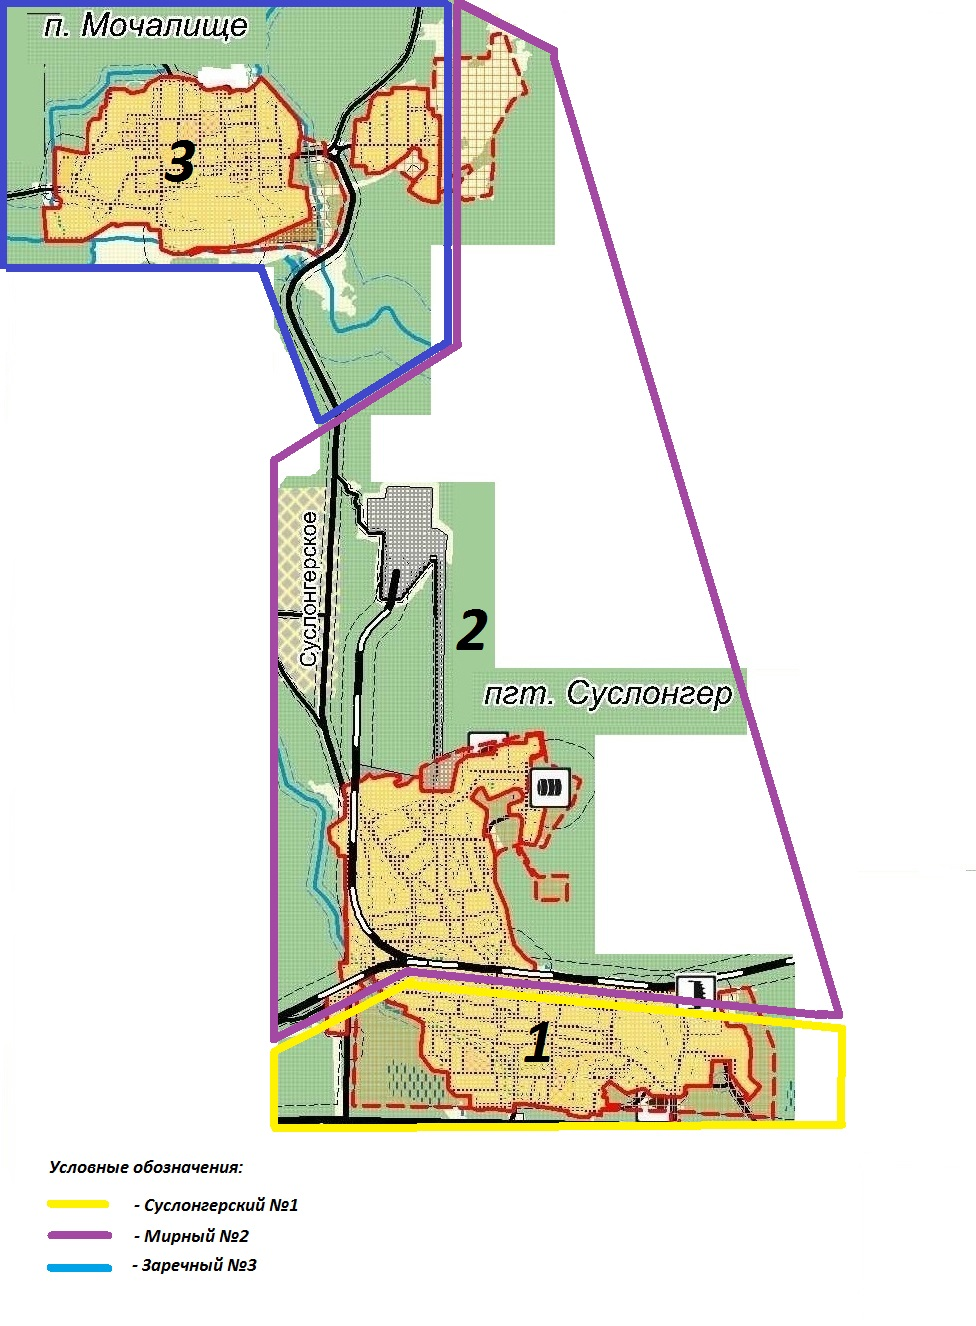 п. Мочалище
3
Суслонгерское
2
пгт. Суслонгер
1
Условные обозначения:
- Суслонгерский №1
- Мирный №2
- Заречный №3